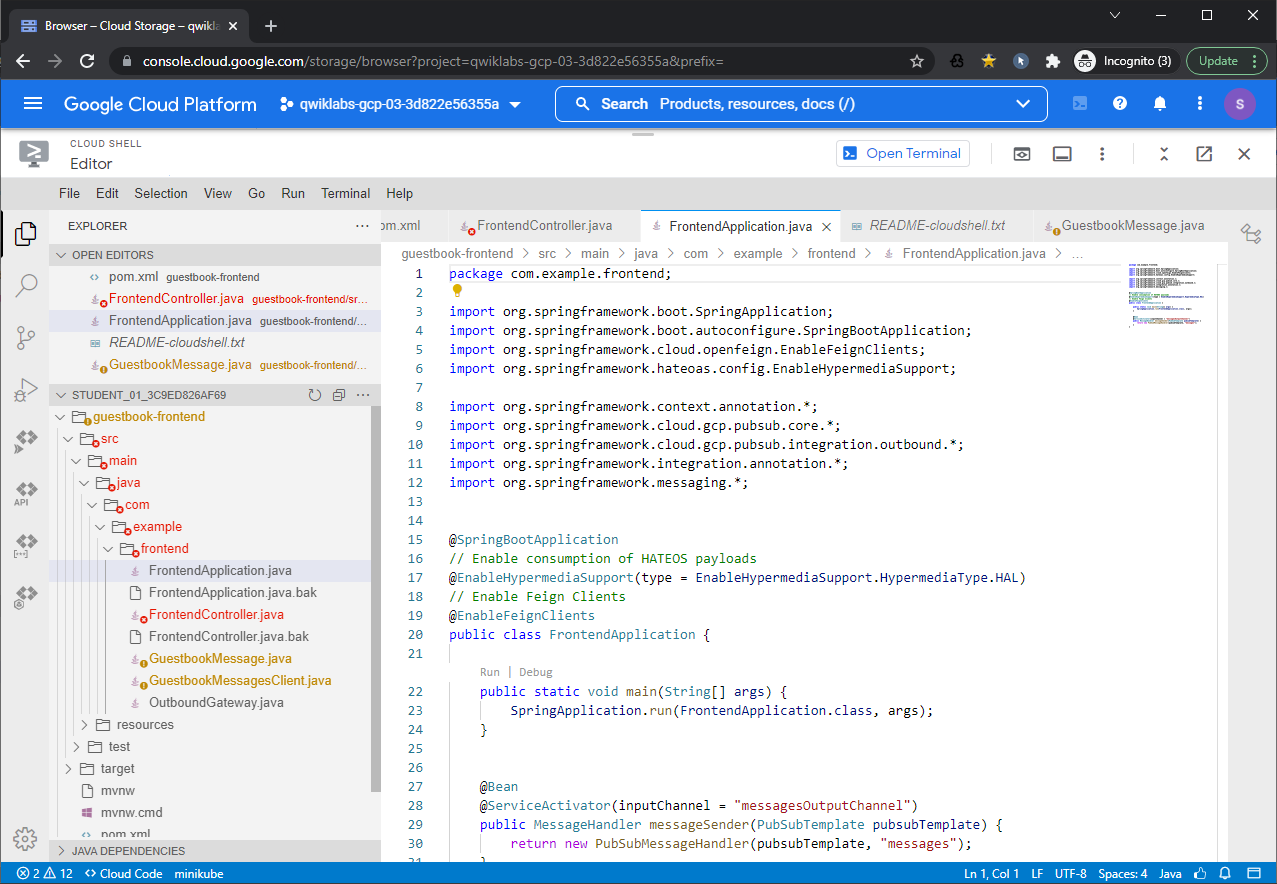 Browser – Cloud Storage – qwikla
console.cloud.google.com/storage/browser?project=qwiklabs-gcp-03-3d822e56355a&prefix=
Incognito (3)
Update
Google Cloud Platform
qwiklabs-gcp-03-3d822e56355a
Search Products, resources, docs (/)
S
CLOUD SHELL
Editor
Open Terminal
File Edit Selection View Go Run Terminal Help
EXPLORER
OPEN EDITORS
pom.xml guestbook-frontend
FrontendController.java guestbook-frontend/sr...
FrontendApplication.java guestbook-frontend/...
README-cloudshell.txt
GuestbookMessage.java guestbook-frontend/...
STUDENT_01_3C9ED826AF69
guestbook-frontend
src
main
java
com
example
frontend
FrontendApplication.java
FrontendApplication.java.bak
FrontendController.java
FrontendController.java.bak
GuestbookMessage.java
GuestbookMessagesClient.java
OutboundGateway.java
resources
test
target
mvnw
mvnw.cmd
pom.xml
JAVA DEPENDENCIES
API
om.xml FrontendController.java FrontendApplication.java README-cloudshell.txt GuestbookMessage.java
guestbook-frontend > src > main > java > com > example > frontend > FrontendApplication.java > ...
1 package com.example.frontend;
2
3 import org.springframework.boot.SpringApplication;
4 import org.springframework.boot.autoconfigure.SpringBootApplication;
5 import org.springframework.cloud.openfeign.EnableFeignClients;
6 import org.springframework.hateoas.config.EnableHypermediaSupport;
7
8 import org.springframework.context.annotation.*;
9 import org.springframework.cloud.gcp.pubsub.core.*;
10 import org.springframework.cloud.gcp.pubsub.integration.outbound.*;
11 import org.springframework.integration.annotation.*;
12 import org.springframework.messaging.*;
13
14
15 @SpringBootApplication
16 // Enable consumption of HATEOS payloads
17 @EnableHypermediaSupport(type = EnableHypermediaSupport.HypermediaType.HAL)
18 // Enable Feign Clients
19 @EnableFeignClients
20 public class FrontendApplication {
21
Run | Debug
22 public static void main(String[] args) {
23 SpringApplication.run(FrontendApplication.class, args);
24 }
25
26
27 @Bean
28 @ServiceActivator(inputChannel = "messagesOutputChannel")
29 public MessageHandler messageSender(PubSubTemplate pubsubTemplate) {
30 return new PubSubMessageHandler(pubsubTemplate, "messages");
31 }
2 12 Cloud Code minikube
Ln 1, Col 1 LF UTF-8 Spaces: 4 Java